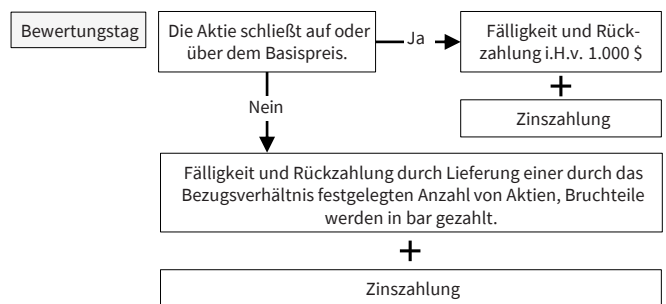 Bewertungstag
Die Aktie schließt auf oder
über dem Basispreis.
Ja
Fälligkeit und Rück-
zahlung i.H.v. 1.000 $
+
Zinszahlung
Nein
Fälligkeit und Rückzahlung durch Lieferung einer durch das
Bezugsverhältnis festgelegten Anzahl von Aktien, Bruchteile
werden in bar gezahlt.
+
Zinszahlung